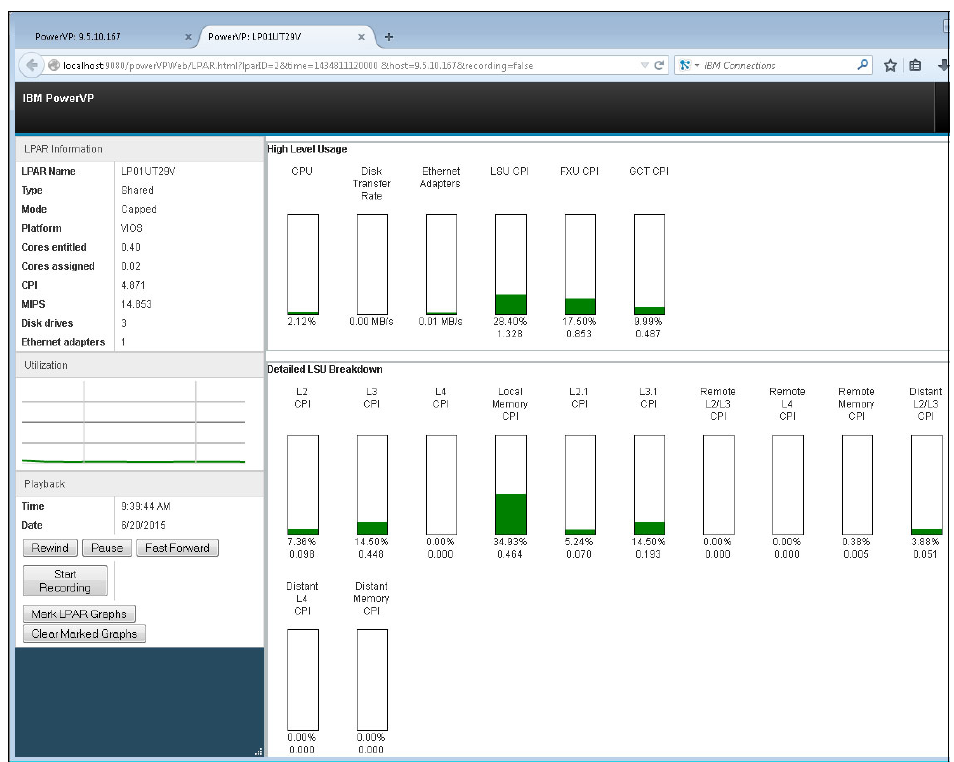 PowerVP: 9.5.10.167 x PowerVP: LP01UT29V x +
localhost:9080/powerVPWeb/LPAR.html?lparID=2&time=1434811120000 &host=9.5.10.167&recording=false
IBM Connections
IBM PowerVP
LPAR Information
LPAR Name LP01UT29V
Type Shared
Mode Capped
Platform VIOS
Cores entitled 0.40
Cores assigned 0.02
CPI 4.871
MIPS 14.853
Disk drives 3
Ethernet adapters 1
Utilization
Playback
Time 9:39:44 AM
Date 6/20/2015
Rewind Pause Fast Forward
Start
Recording
Mark LPAR Graphs
Clear Marked Graphs
High Level Usage
CPU Disk Ethernet LSU CPI FXU CPI GCT CPI
Transfer Adapters
Rate
2.12% 0.00 MB/s 0.01 MB/s 28.40% 17.50% 9.99%
1.328 0.853 0.487
Detailed LSU Breakdown
L2 L3 L4 Local L2.1 L3.1 Remote Remote Remote Distant
CPI CPI CPI Memory CPI CPI L2/L3 L4 Memory L2/L3
CPI CPI CPI CPI CPI
7.36% 14.50% 0.00% 34.93% 5.24% 14.50% 0.00% 0.00% 0.38% 3.88%
0.098 0.448 0.000 0.464 0.070 0.193 0.000 0.000 0.005 0.051
Distant Distant
L4 Memory
CPI CPI
0.00% 0.00%
0.000 0.000